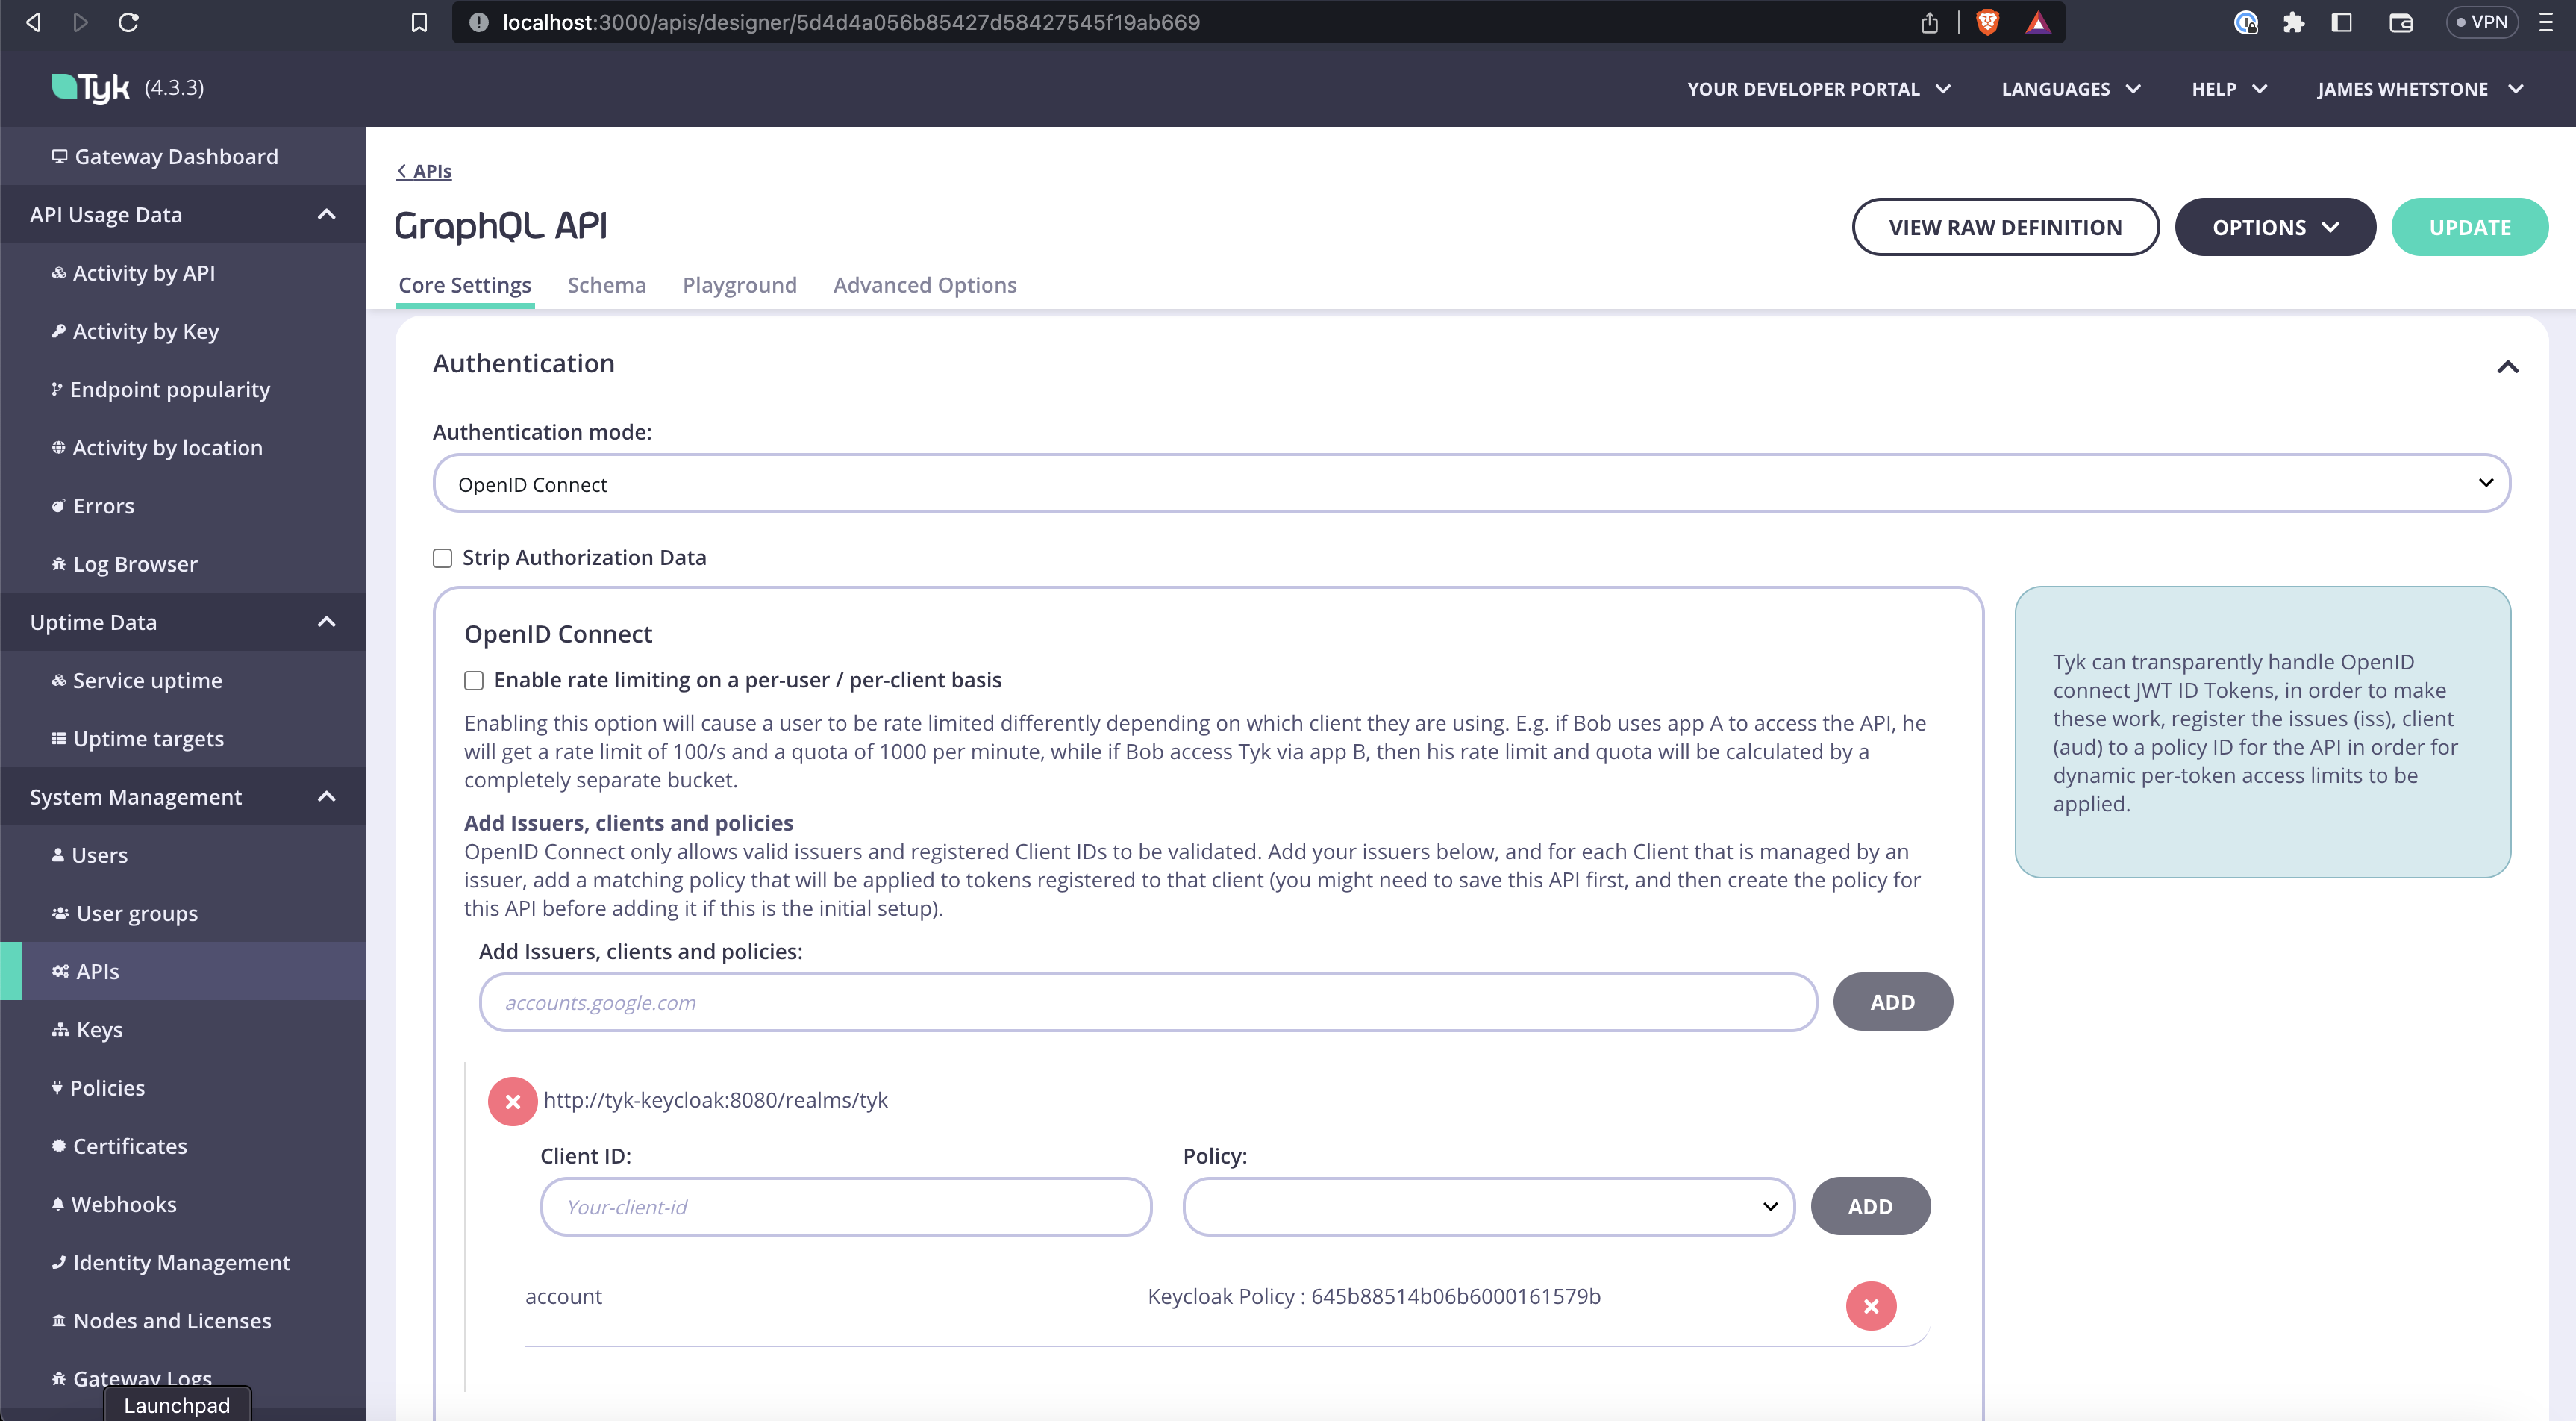 localhost:3000/apis/designer/5d4d4a056b85427d58427545f19ab669
VPN
Tyk (4.3.3)
YOUR DEVELOPER PORTAL
LANGUAGES
HELP
JAMES WHETSTONE
Gateway Dashboard
API Usage Data
Activity by API
Activity by Key
Endpoint popularity
Activity by location
Errors
Log Browser
Uptime Data
Service uptime
Uptime targets
System Management
Users
User groups
APIs
Keys
Policies
Certificates
Webhooks
Identity Management
Nodes and Licenses
Gateway Logs
Launchpad
APIs
GraphQL API
VIEW RAW DEFINITION
OPTIONS
UPDATE
Core Settings
Schema
Playground
Advanced Options
Authentication
Authentication mode:
OpenID Connect
Strip Authorization Data
OpenID Connect
Enable rate limiting on a per-user / per-client basis
Enabling this option will cause a user to be rate limited differently depending on which client they are using. E.g. if Bob uses app A to access the API, he
will get a rate limit of 100/s and a quota of 1000 per minute, while if Bob access Tyk via app B, then his rate limit and quota will be calculated by a
completely separate bucket.
Add Issuers, clients and policies
OpenID Connect only allows valid issuers and registered Client IDs to be validated. Add your issuers below, and for each Client that is managed by an
issuer, add a matching policy that will be applied to tokens registered to that client (you might need to save this API first, and then create the policy for
this API before adding it if this is the initial setup).
Add Issuers, clients and policies:
accounts.google.com
ADD
http://tyk-keycloak:8080/realms/tyk
Client ID:
Policy:
Your-client-id
ADD
account
Keycloak Policy : 645b88514b06b6000161579b
Tyk can transparently handle OpenID
connect JWT ID Tokens, in order to make
these work, register the issues (iss), client
(aud) to a policy ID for the API in order for
dynamic per-token access limits to be
applied.